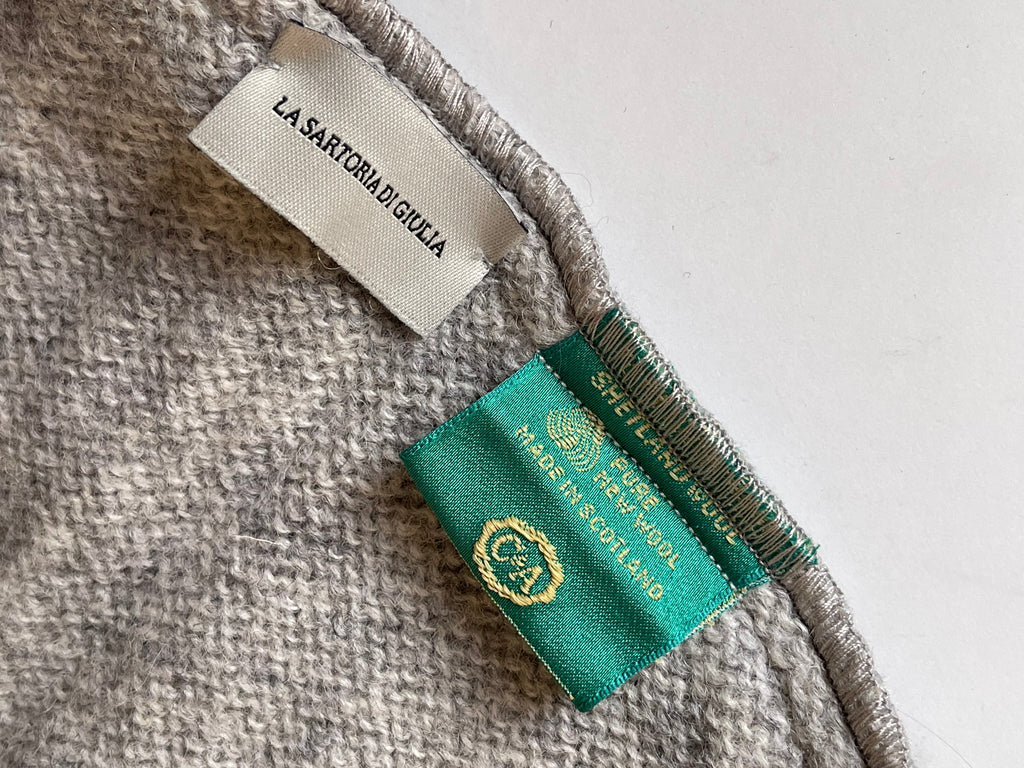 LA SARTORIA DI GIULIA
SHETLAND WOOL
PURE
NEW WOOL
MADE IN SCOTLAND
C&A